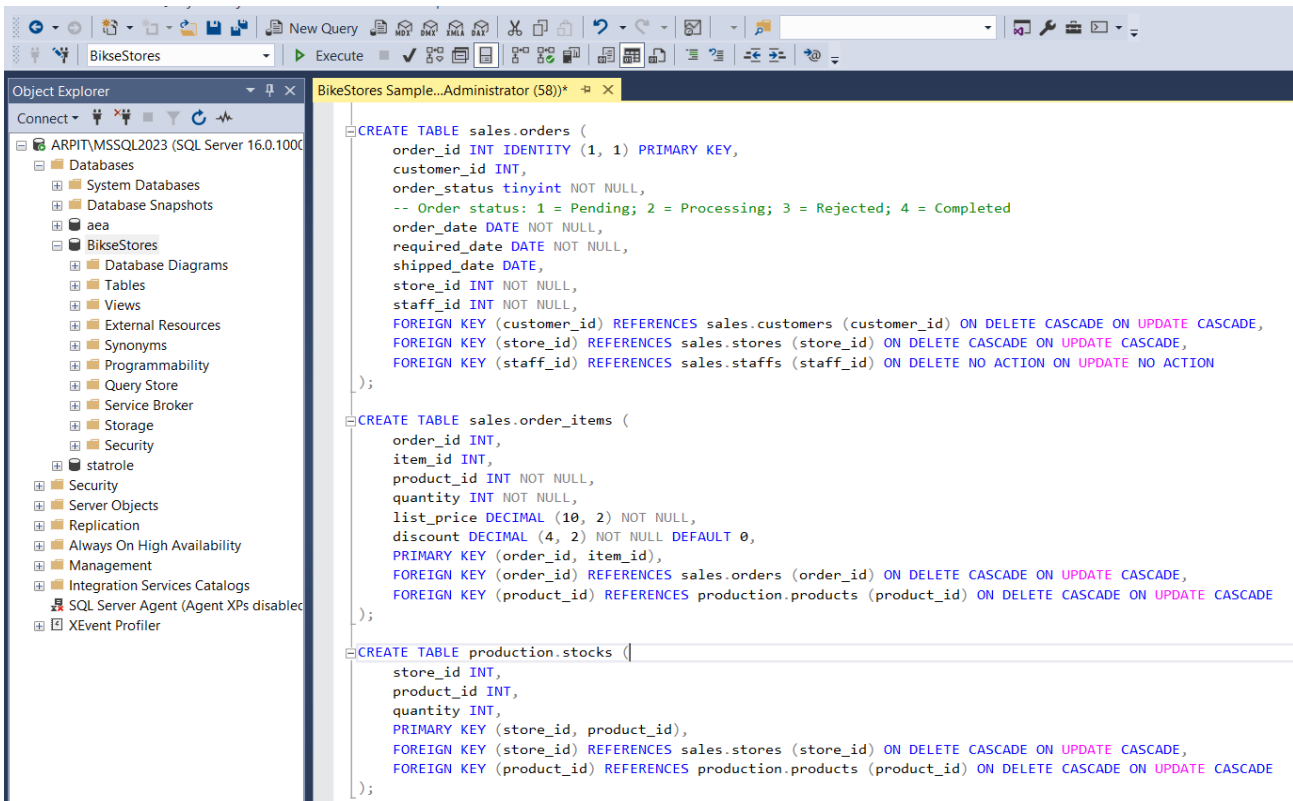 New Query
MDX DMX XMLA DAX
BikseStores
Execute
Object Explorer
BikeStores Sample...Administrator (58))*
Connect
ARPIT\MSSQL2023 (SQL Server 16.0.1000
Databases
System Databases
Database Snapshots
aea
BikseStores
Database Diagrams
Tables
Views
External Resources
Synonyms
Programmability
Query Store
Service Broker
Storage
Security
statrole
Security
Server Objects
Replication
Always On High Availability
Management
Integration Services Catalogs
SQL Server Agent (Agent XPs disabled
XEvent Profiler
CREATE TABLE sales.orders (
order_id INT IDENTITY (1, 1) PRIMARY KEY,
customer_id INT,
order_status tinyint NOT NULL,
-- Order status: 1 = Pending; 2 = Processing; 3 = Rejected; 4 = Completed
order_date DATE NOT NULL,
required_date DATE NOT NULL,
shipped_date DATE,
store_id INT NOT NULL,
staff_id INT NOT NULL,
FOREIGN KEY (customer_id) REFERENCES sales.customers (customer_id) ON DELETE CASCADE ON UPDATE CASCADE,
FOREIGN KEY (store_id) REFERENCES sales.stores (store_id) ON DELETE CASCADE ON UPDATE CASCADE,
FOREIGN KEY (staff_id) REFERENCES sales.staffs (staff_id) ON DELETE NO ACTION ON UPDATE NO ACTION
);
CREATE TABLE sales.order_items (
order_id INT,
item_id INT,
product_id INT NOT NULL,
quantity INT NOT NULL,
list_price DECIMAL (10, 2) NOT NULL,
discount DECIMAL (4, 2) NOT NULL DEFAULT 0,
PRIMARY KEY (order_id, item_id),
FOREIGN KEY (order_id) REFERENCES sales.orders (order_id) ON DELETE CASCADE ON UPDATE CASCADE,
FOREIGN KEY (product_id) REFERENCES production.products (product_id) ON DELETE CASCADE ON UPDATE CASCADE
);
CREATE TABLE production.stocks (
store_id INT,
product_id INT,
quantity INT,
PRIMARY KEY (store_id, product_id),
FOREIGN KEY (store_id) REFERENCES sales.stores (store_id) ON DELETE CASCADE ON UPDATE CASCADE,
FOREIGN KEY (product_id) REFERENCES production.products (product_id) ON DELETE CASCADE ON UPDATE CASCADE
);